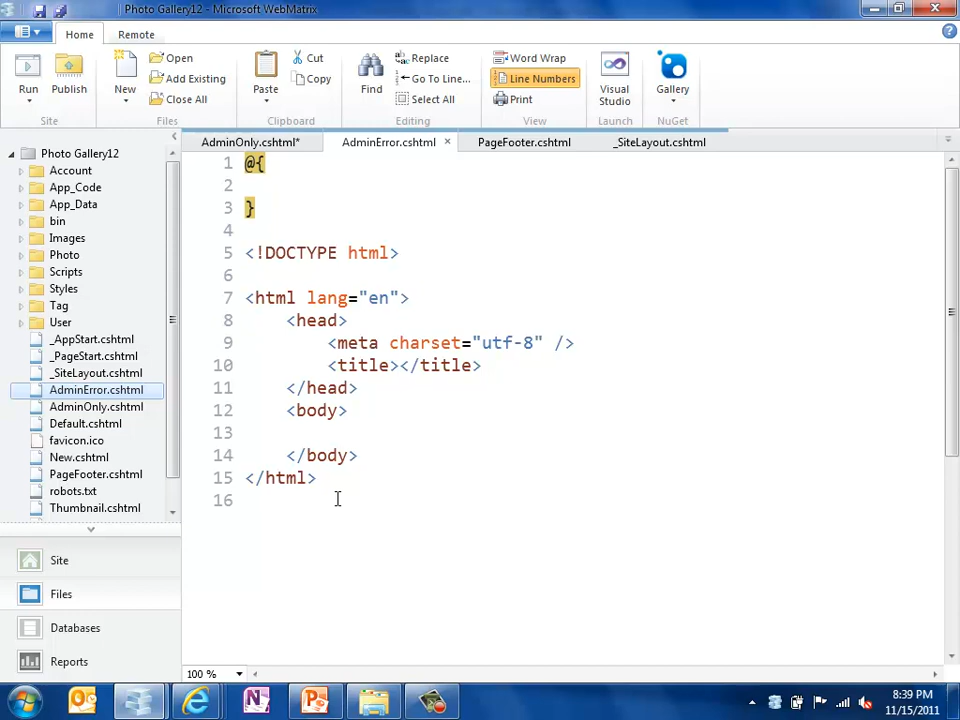 Photo Gallery12 - Microsoft WebMatrix
Home Remote
Run
Publish
Site
New
Open
Add Existing
Close All
Files
Paste
Cut
Copy
Clipboard
Find
Replace
Go To Line...
Select All
Editing
Word Wrap
Line Numbers
Print
View
Visual
Studio
Launch
Gallery
NuGet
Photo Gallery12
Account
App_Code
App_Data
bin
Images
Photo
Scripts
Styles
Tag
User
_AppStart.cshtml
_PageStart.cshtml
_SiteLayout.cshtml
AdminError.cshtml
AdminOnly.cshtml
Default.cshtml
favicon.ico
New.cshtml
PageFooter.cshtml
robots.txt
Thumbnail.cshtml
Site
Files
Databases
Reports
AdminOnly.cshtml* AdminError.cshtml × PageFooter.cshtml _SiteLayout.cshtml
1 @{
2
3 }
4
5 <!DOCTYPE html>
6
7 <html lang="en">
8 <head>
9 <meta charset="utf-8" />
10 <title></title>
11 </head>
12 <body>
13
14 </body>
15 </html>
16
100 %
8:39 PM
11/15/2011